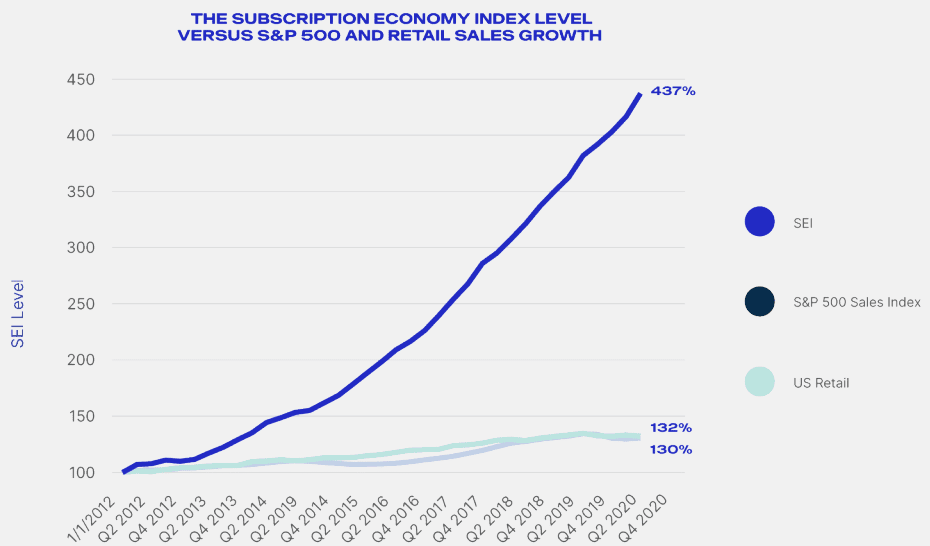 THE SUBSCRIPTION ECONOMY INDEX LEVEL
VERSUS S&P 500 AND RETAIL SALES GROWTH
450
400
350
300
250
200
150
100
SEI Level
437%
132%
130%
1/1/2012
Q2 2012
Q4 2012
Q2 2013
Q4 2013
Q2 2014
Q2 2019
Q4 2014
Q2 2015
Q2 2016
Q4 2016
Q2 2017
Q4 2017
Q2 2018
Q4 2018
Q2 2019
Q4 2019
Q2 2020
Q4 2020
SEI
S&P 500 Sales Index
US Retail